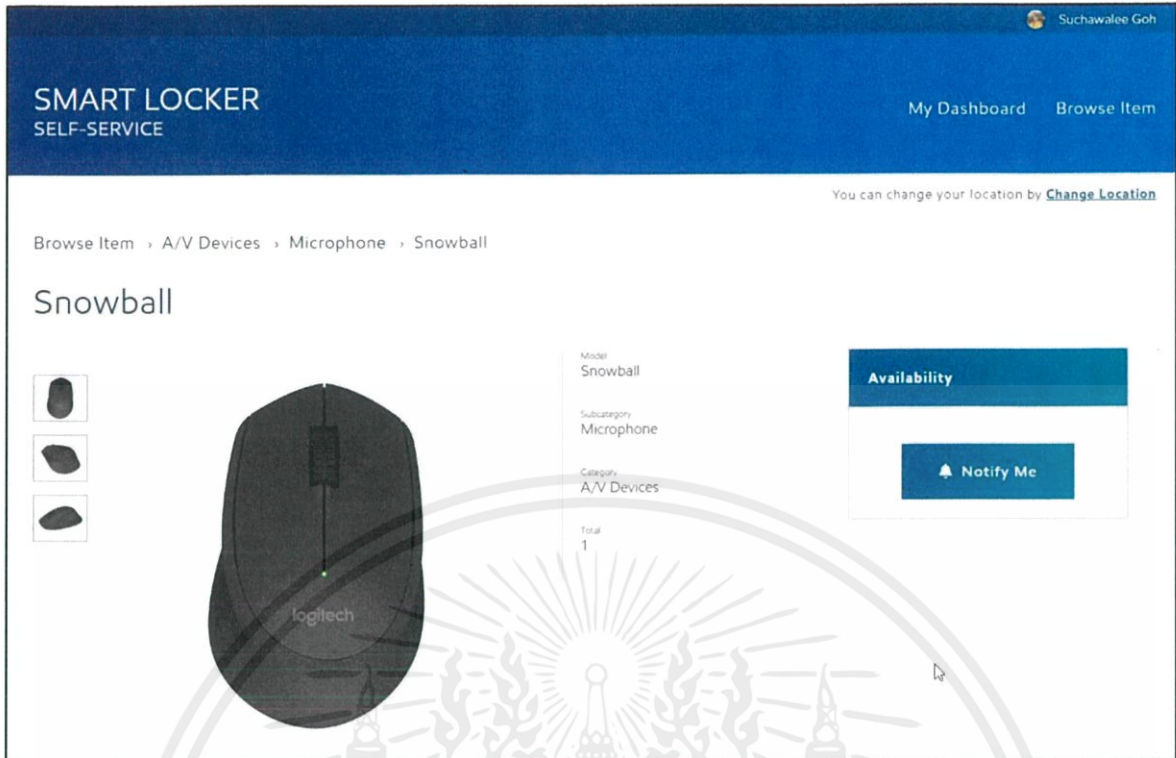 Suchawalee Goh
SMART LOCKER
SELF-SERVICE
My Dashboard Browse Item
You can change your location by Change Location
Browse Item › A/V Devices › Microphone › Snowball
Snowball
Model
Snowball
Subcategory
Microphone
Category
A/V Devices
Total
1
Availability
Notify Me
logitech